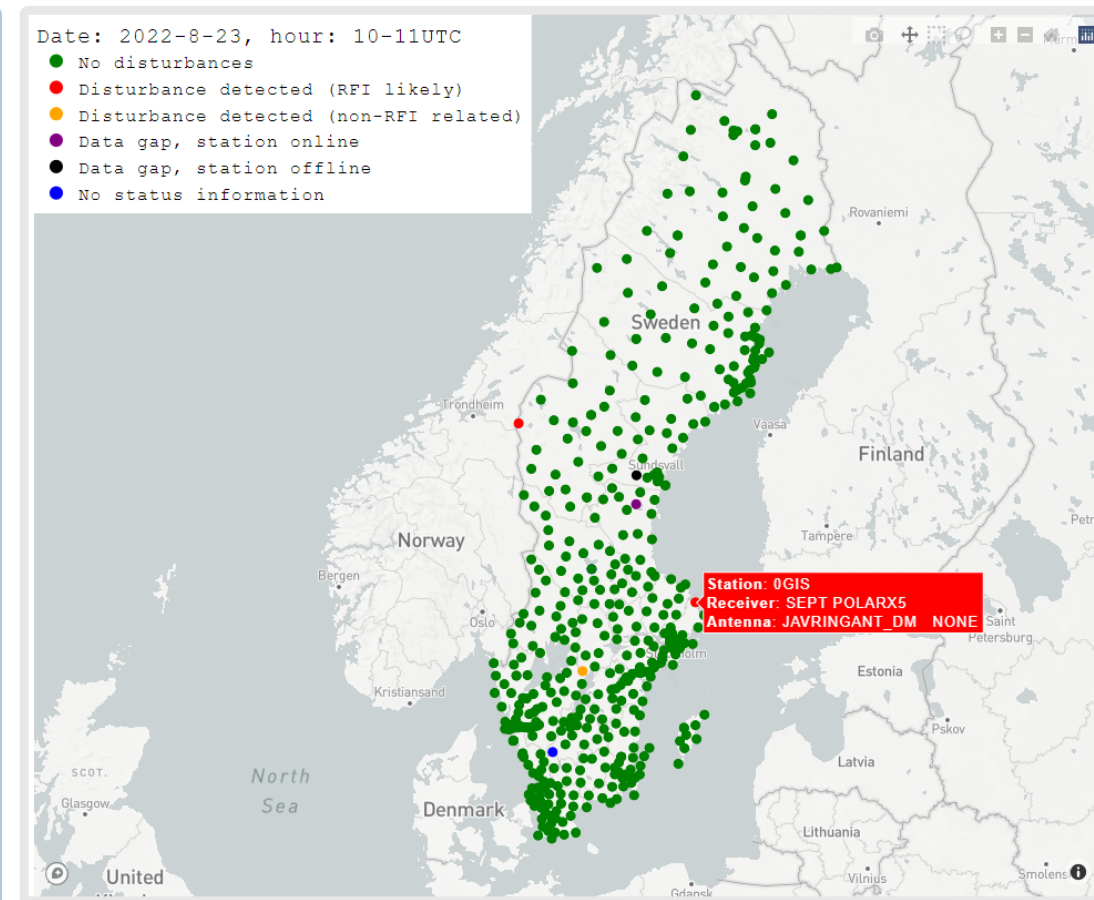 Date: 2022-8-23, hour: 10-11UTC
No disturbances
Disturbance detected (RFI likely)
Disturbance detected (non-RFI related)
Data gap, station online
Data gap, station offline
No status information
Rovaniemi
Sweden
Trondheim
Vaasa
Finland
Sundsvall
Norway
Tampere
Petr
Bergen
Station: 0GIS
Receiver: SEPT POLARX5
Antenna: JAVRINGANT_DM NONE
Oslo
Saint
Petersburg
Estonia
Kristiansand
Pskov
Latvia
SCOT.
North
Sea
Glasgow
Denmark
Lithuania
United
Vilnius
Smolens
Gdansk